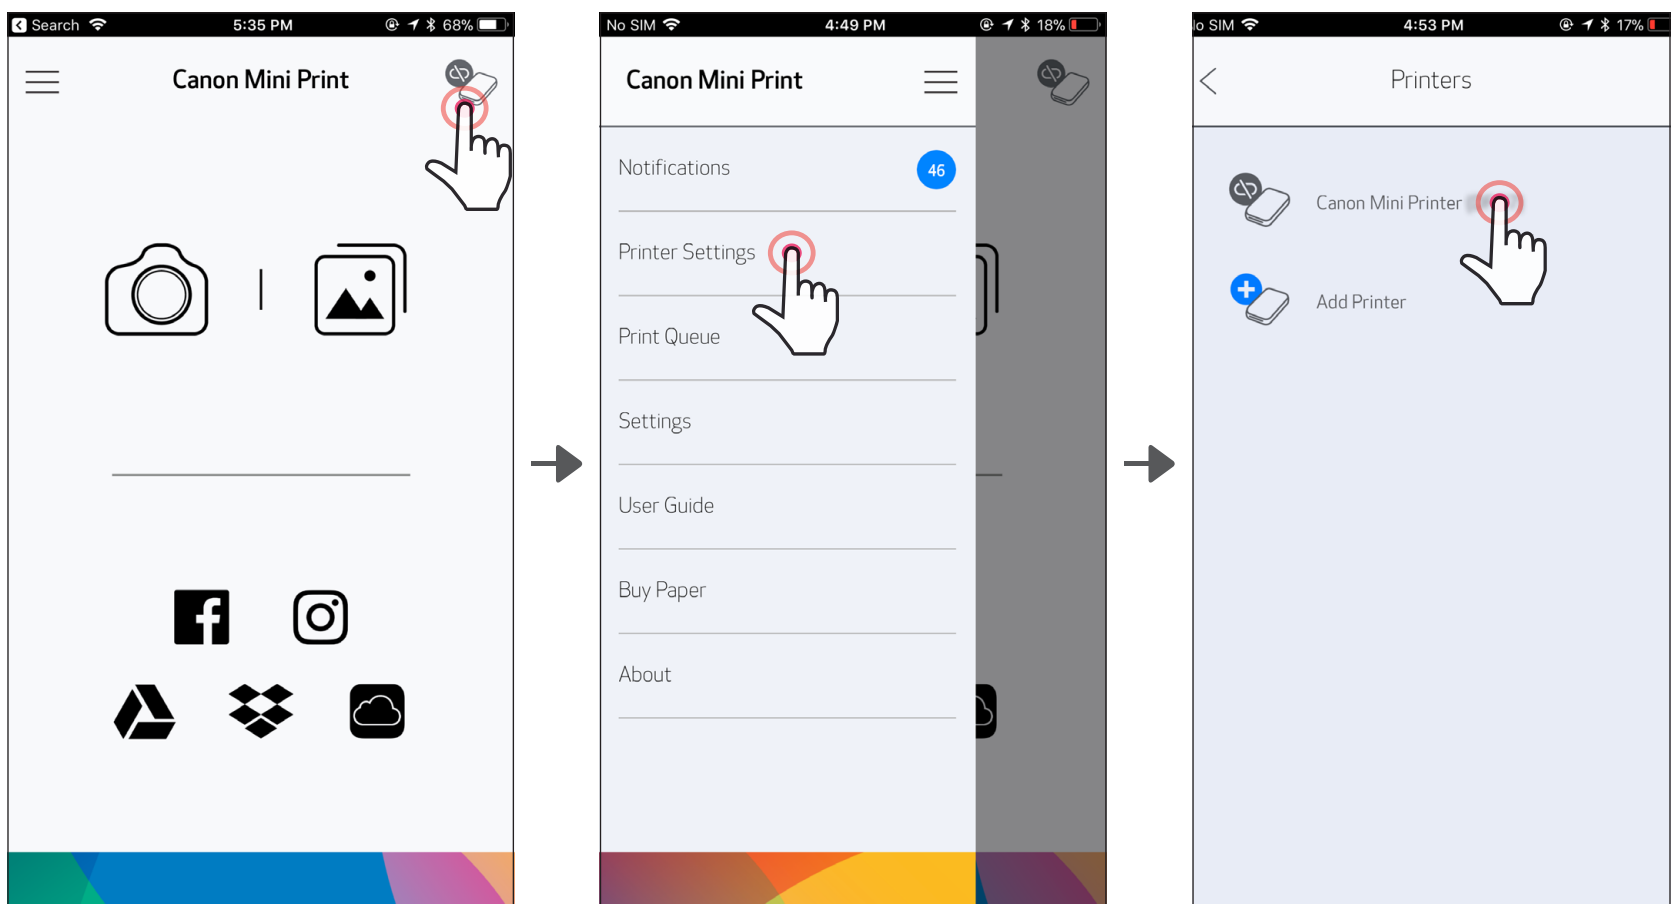 Search 5:35 PM 68%
Canon Mini Print
No SIM 4:49 PM 18%
Canon Mini Print
Notifications 46
Printer Settings
Print Queue
Settings
User Guide
Buy Paper
About
lo SIM 4:53 PM 17%
Printers
Canon Mini Printer
Add Printer